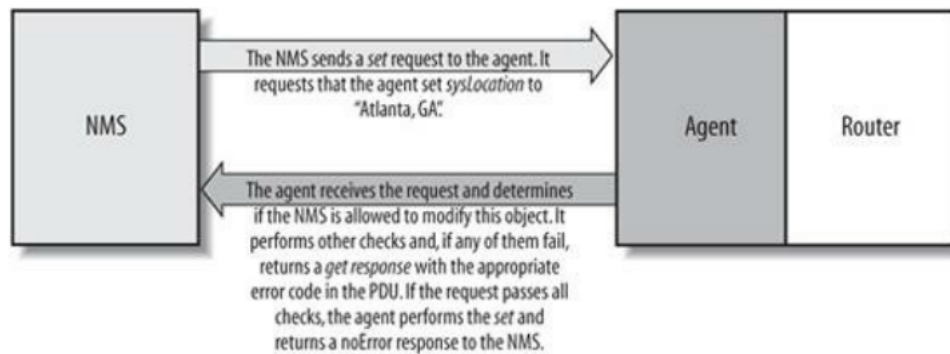 The NMS sends a set request to the agent. It
requests that the agent set sysLocation to
"Atlanta, GA".
NMS
Agent
Router
The agent receives the request and determines
if the NMS is allowed to modify this object. It
performs other checks and, if any of them fail,
returns a get response with the appropriate
error code in the PDU. If the request passes all
checks, the agent performs the set and
returns a noError response to the NMS.